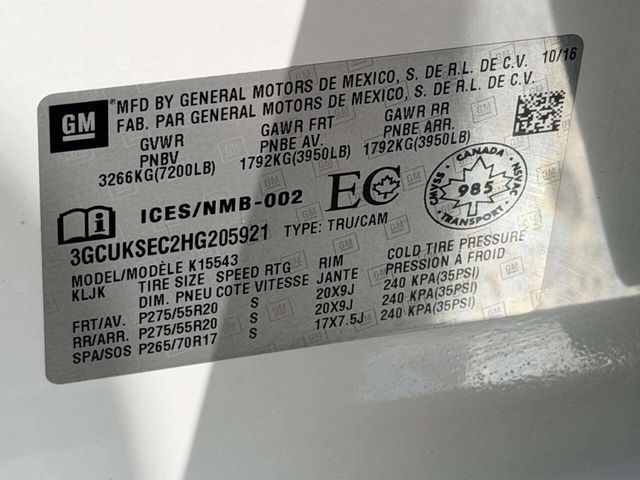 GM
*MFD BY GENERAL MOTORS DE MEXICO, S. DE R.L. DE C.V. 10/16
FAB. PAR GENERAL MOTORS DE MEXICO, S. DE R.L. DE C.V.
GVWR GAWR FRT GAWR RR
PNBV PNBE AV. PNBE ARR.
3266KG(7200LB) 1792KG(3950LB) 1792KG(3950LB)
i ICES/NMB-002 EC
CANADA
CMVSS 985 NSVAC
TRANSPORT
3GCUKSEC2HG205921 TYPE: TRU/CAM
MODEL/MODÈLE K15543
KLJK TIRE SIZE SPEED RTG RIM COLD TIRE PRESSURE
DIM. PNEU COTE VITESSE JANTE PRESSION À FROID
FRT/AV. P275/55R20 S 20X9J 240 KPA(35PSI)
RR/ARR. P275/55R20 S 20X9J 240 KPA(35PSI)
SPA/SOS P265/70R17 S 17X7.5J 240 KPA(35PSI)